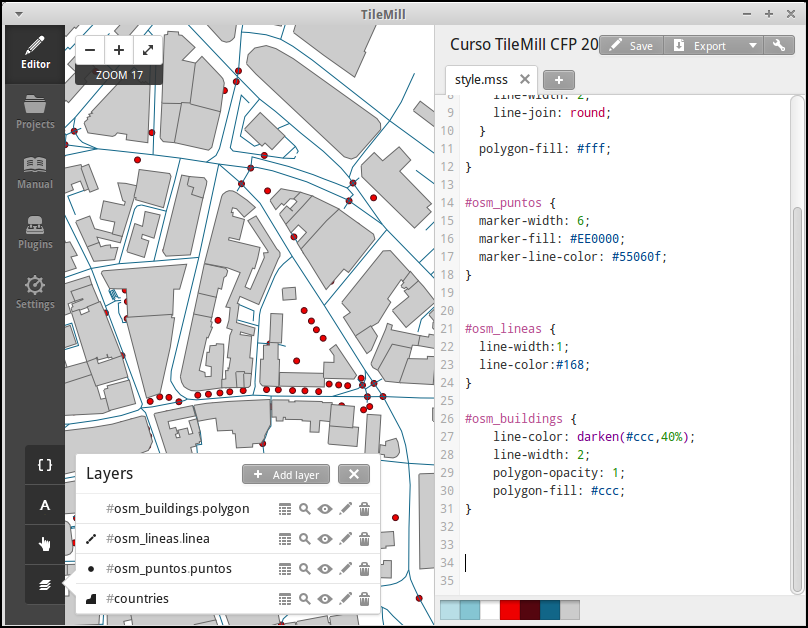 TileMill
Editor
Projects
Manual
Plugins
Settings
ZOOM 17
Curso TileMill CFP 20
Save
Export
style.mss
8 line-width: 2;
9 line-join: round;
10 }
11 polygon-fill: #fff;
12 }
13
14 #osm_puntos {
15 marker-width: 6;
16 marker-fill: #EE0000;
17 marker-line-color: #55060f;
18 }
19
20
21 #osm_lineas {
22 line-width:1;
23 line-color:#168;
24 }
25
26 #osm_buildings {
27 line-color: darken(#ccc,40%);
28 line-width: 2;
29 polygon-opacity: 1;
30 polygon-fill: #ccc;
31 }
32
33
34
35
{ }
A
Layers
+ Add layer
#osm_buildings.polygon
#osm_lineas.linea
#osm_puntos.puntos
#countries